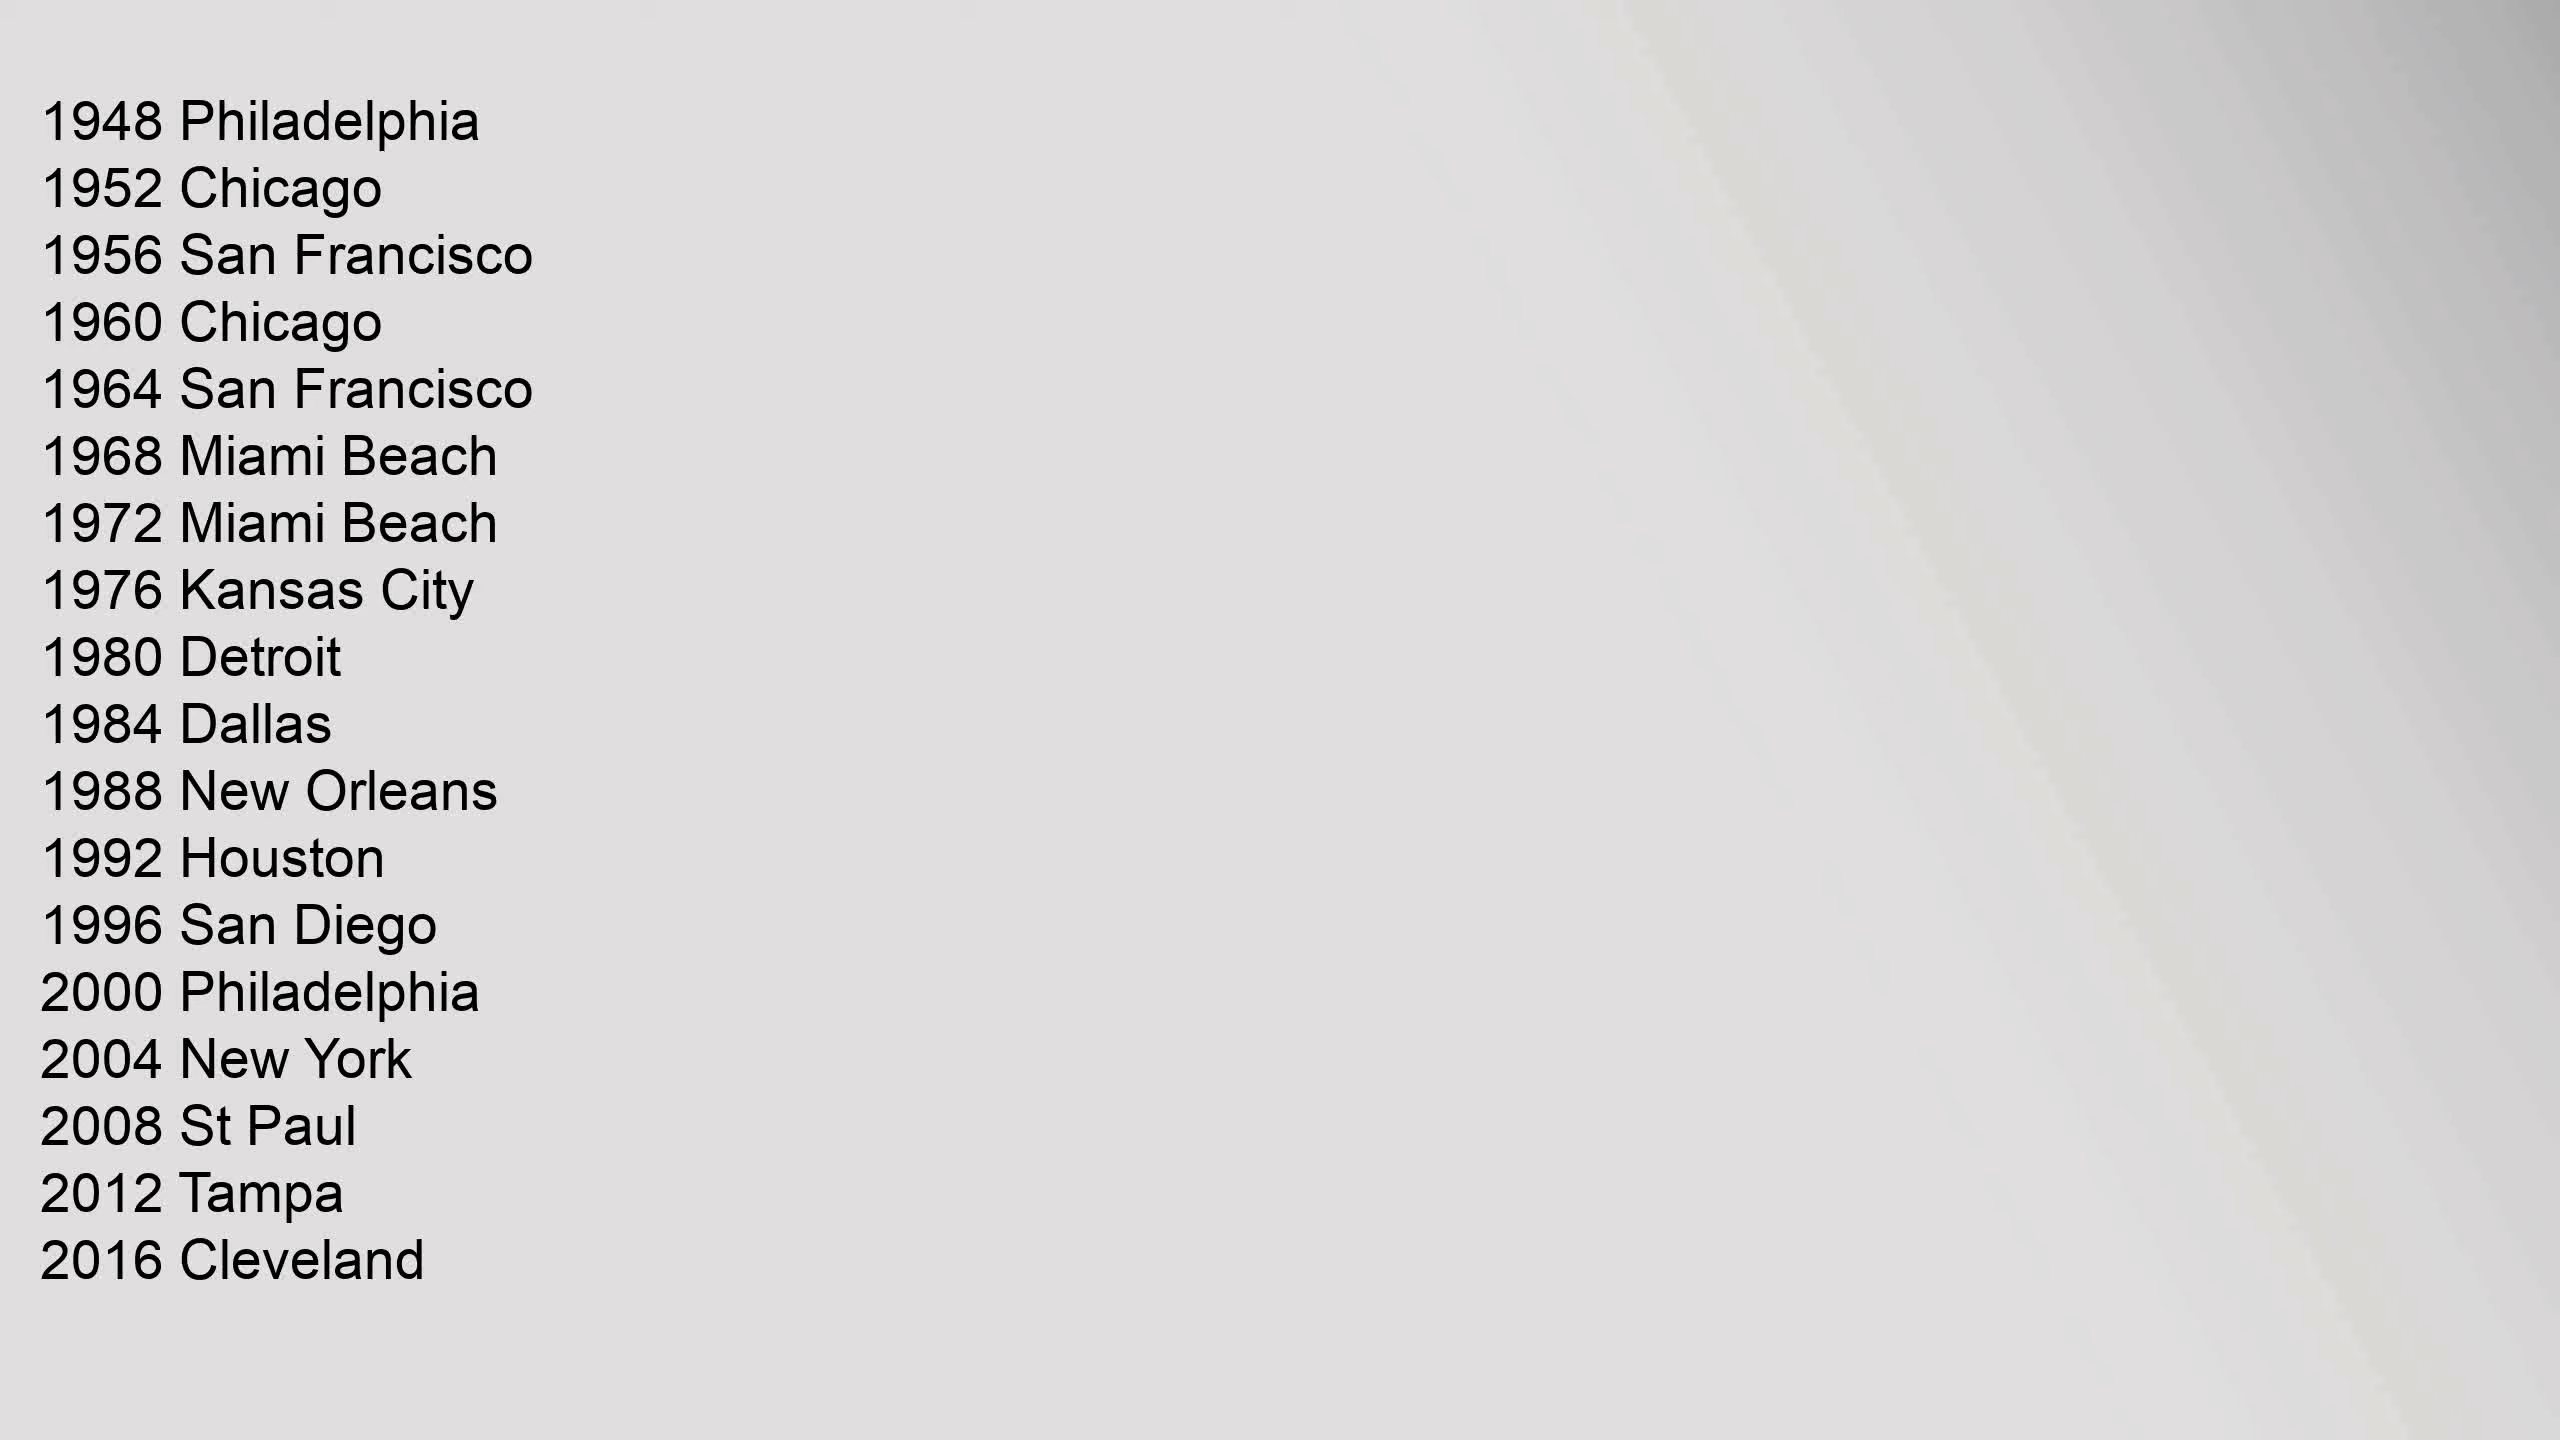 1948 Philadelphia
1952 Chicago
1956 San Francisco
1960 Chicago
1964 San Francisco
1968 Miami Beach
1972 Miami Beach
1976 Kansas City
1980 Detroit
1984 Dallas
1988 New Orleans
1992 Houston
1996 San Diego
2000 Philadelphia
2004 New York
2008 St Paul
2012 Tampa
2016 Cleveland